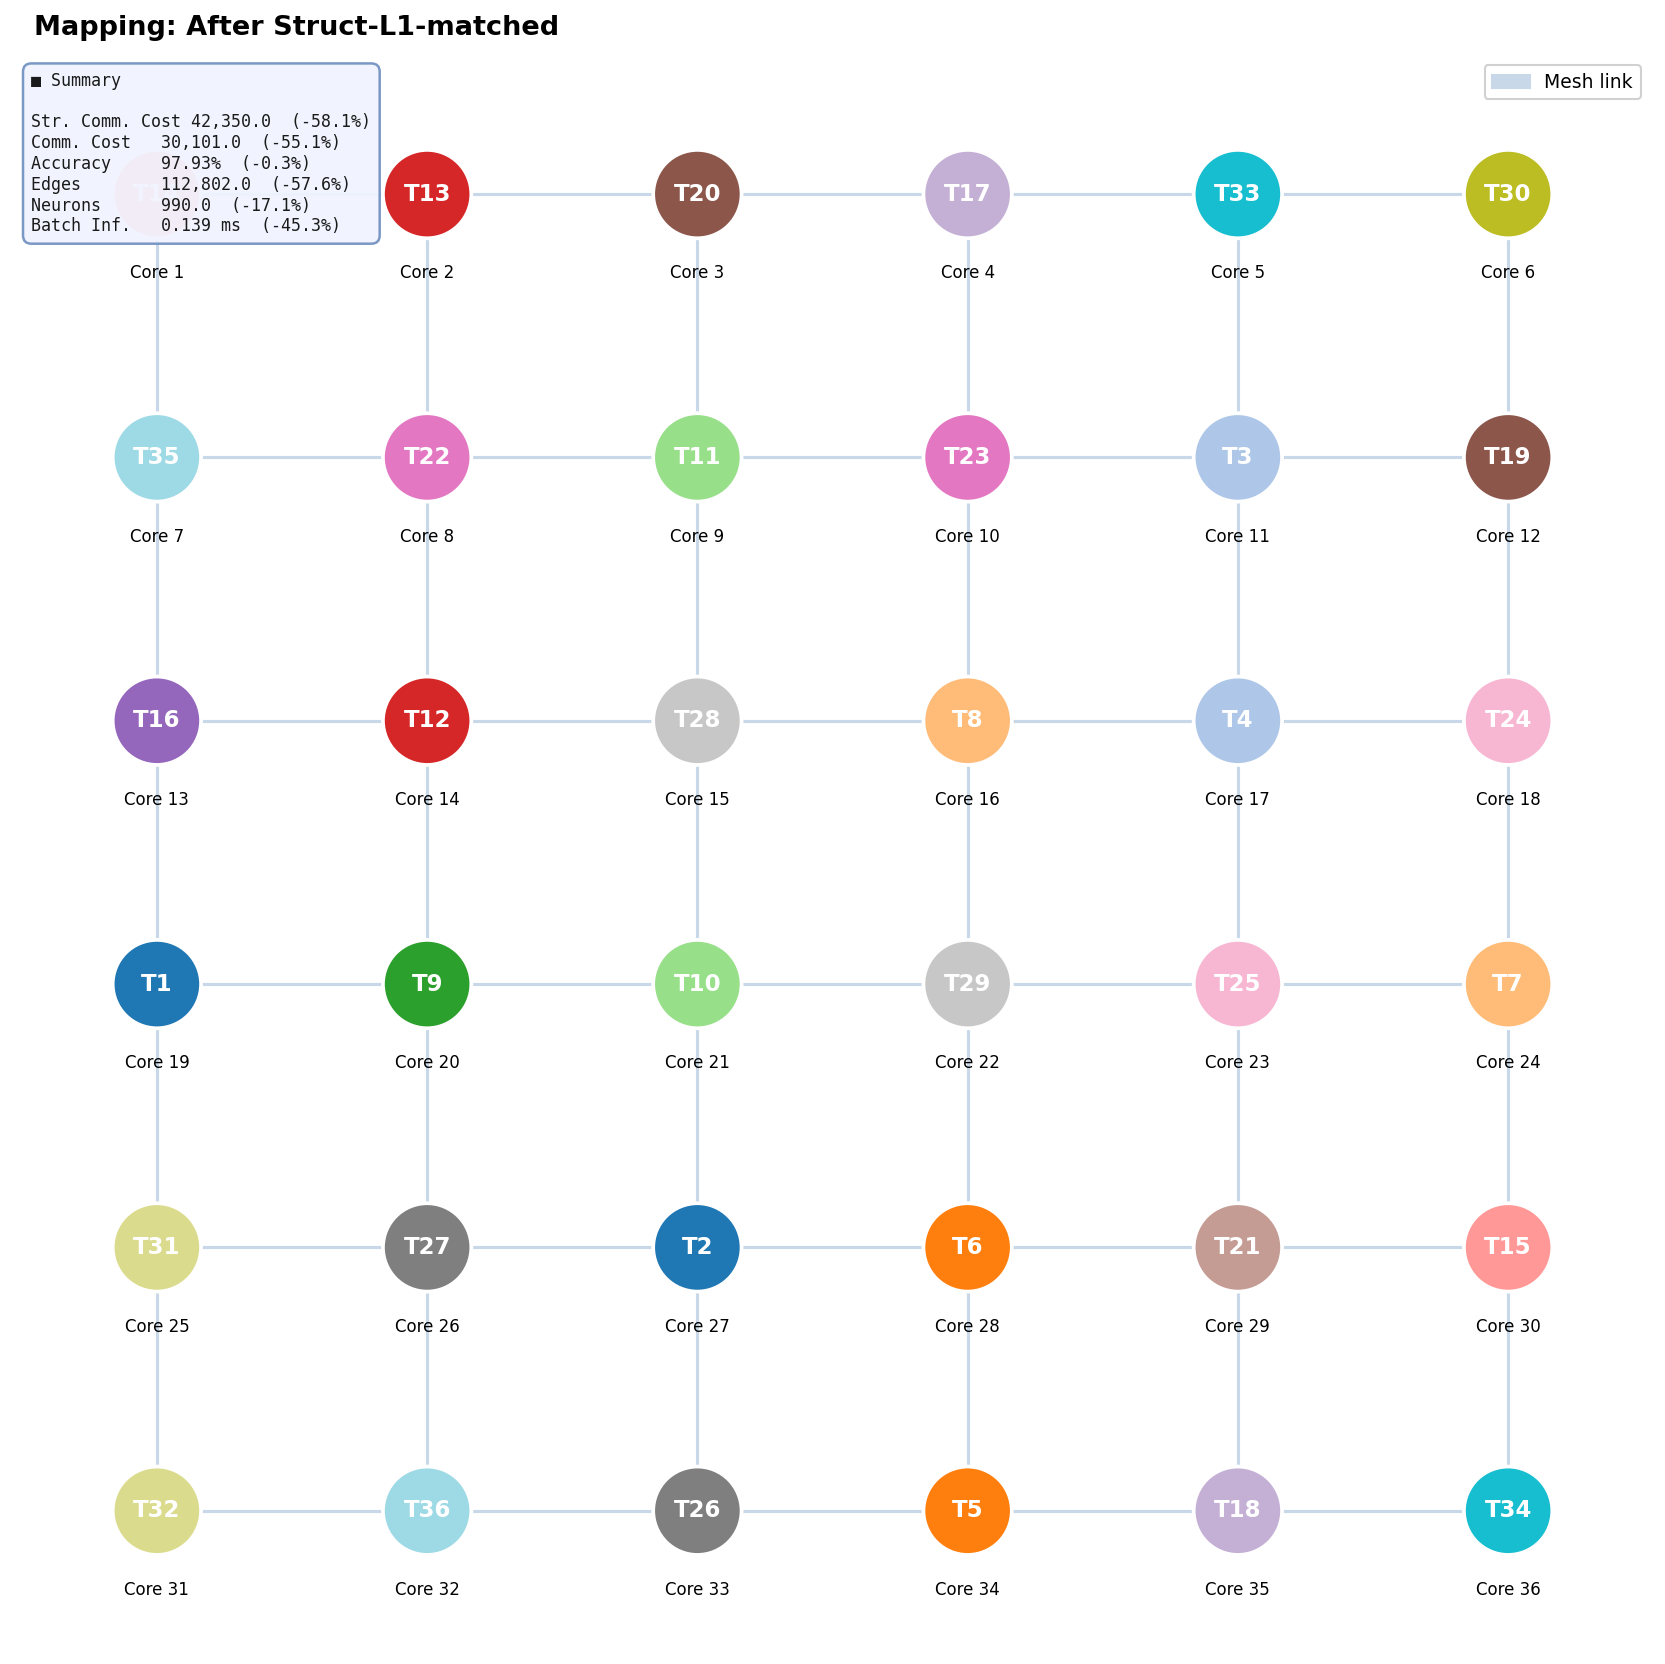 Mapping: After Struct-L1-matched
■ Summary
Str. Comm. Cost 42,350.0 (-58.1%)
Comm. Cost 30,101.0 (-55.1%)
Accuracy 97.93% (-0.3%)
Edges 112,802.0 (-57.6%)
Neurons 990.0 (-17.1%)
Batch Inf. 0.139 ms (-45.3%)
Mesh link
T13 T20 T17 T33 T30
Core 1 Core 2 Core 3 Core 4 Core 5 Core 6
T35 T22 T11 T23 T3 T19
Core 7 Core 8 Core 9 Core 10 Core 11 Core 12
T16 T12 T28 T8 T4 T24
Core 13 Core 14 Core 15 Core 16 Core 17 Core 18
T1 T9 T10 T29 T25 T7
Core 19 Core 20 Core 21 Core 22 Core 23 Core 24
T31 T27 T2 T6 T21 T15
Core 25 Core 26 Core 27 Core 28 Core 29 Core 30
T32 T36 T26 T5 T18 T34
Core 31 Core 32 Core 33 Core 34 Core 35 Core 36